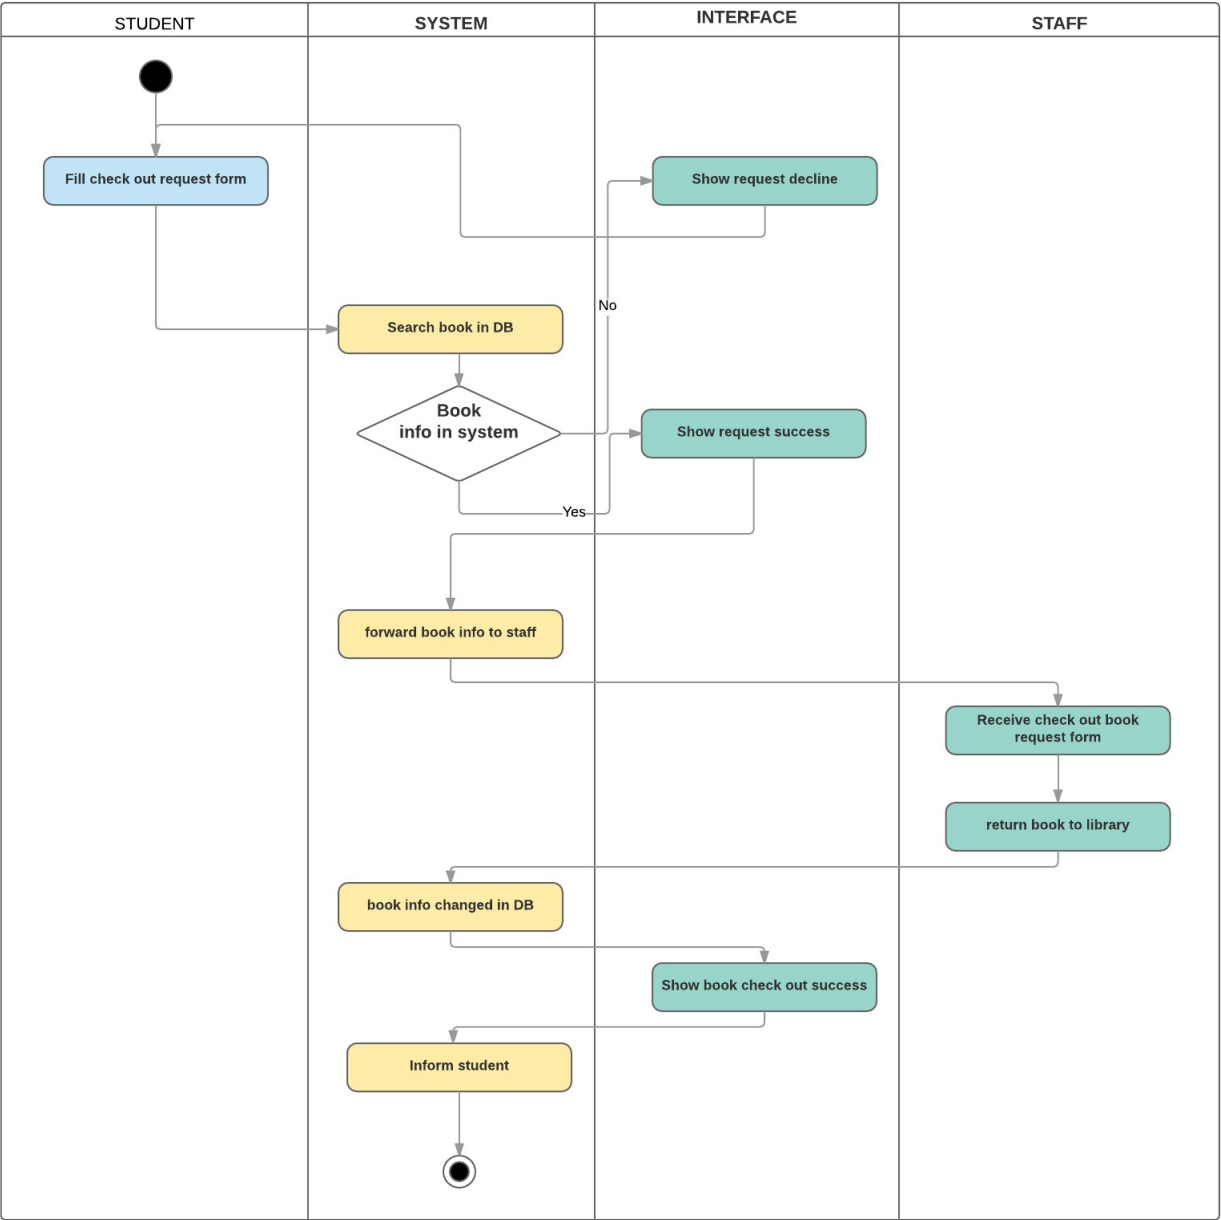 STUDENT
SYSTEM
INTERFACE
STAFF
Fill check out request form
Show request decline
No
Search book in DB
Book
info in system
Show request success
Yes
forward book info to staff
Receive check out book
request form
return book to library
book info changed in DB
Show book check out success
Inform student